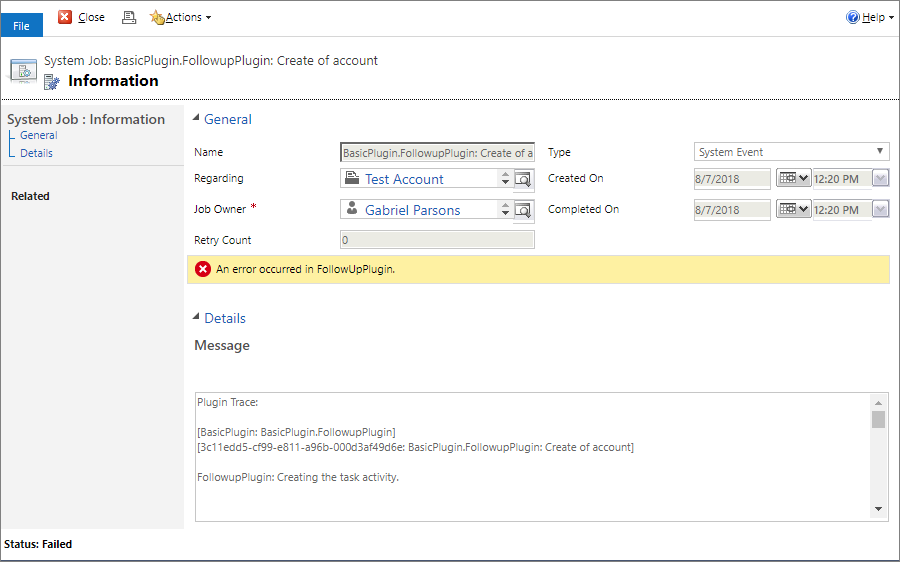 File Close Actions Help
System Job: BasicPlugin.FollowupPlugin: Create of account
Information
System Job : Information
General
Details
Related
General
Name BasicPlugin.FollowupPlugin: Create of a Type System Event
Regarding Test Account Created On 8/7/2018 12:20 PM
Job Owner * Gabriel Parsons Completed On 8/7/2018 12:20 PM
Retry Count 0
An error occurred in FollowUpPlugin.
Details
Message
Plugin Trace:
[BasicPlugin: BasicPlugin.FollowupPlugin]
[3c11edd5-cf99-e811-a96b-000d3af49d6e: BasicPlugin.FollowupPlugin: Create of account]
FollowupPlugin: Creating the task activity.
Status: Failed